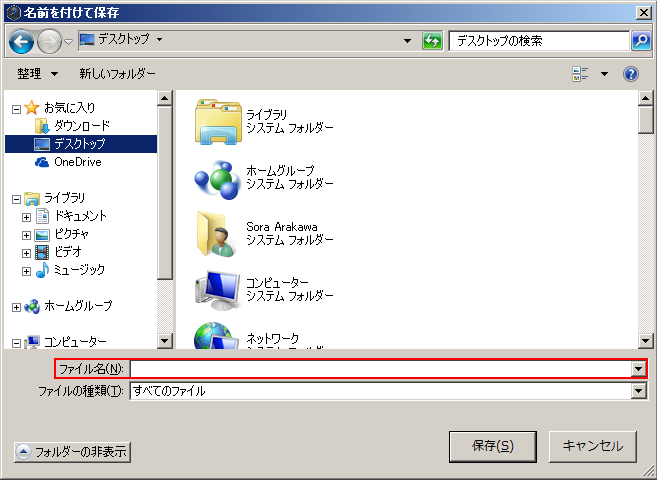 名前を付けて保存
デスクトップ
デスクトップの検索
整理
新しいフォルダー
お気に入り
ダウンロード
デスクトップ
OneDrive
ライブラリ
ドキュメント
ピクチャ
ビデオ
ミュージック
ホームグループ
コンピューター
ライブラリ
システム フォルダー
ホームグループ
システム フォルダー
Sora Arakawa
システム フォルダー
コンピューター
システム フォルダー
ネットワーク
ファイル名(N):
ファイルの種類(T):
すべてのファイル
フォルダーの非表示
保存(S)
キャンセル